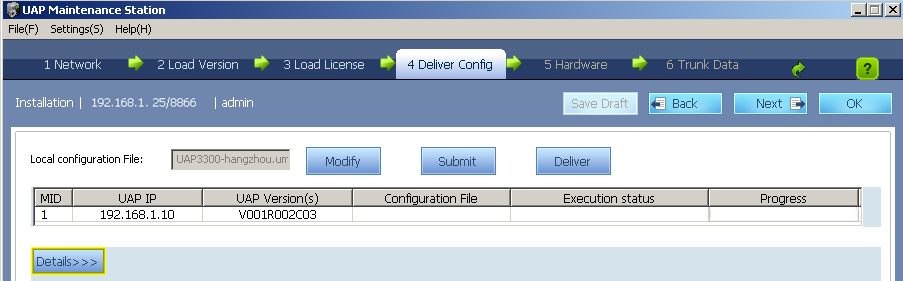 UAP Maintenance Station
File(F) Settings(S) Help(H)
1 Network 2 Load Version 3 Load License 4 Deliver Config 5 Hardware 6 Trunk Data ?
Installation | 192.168.1. 25/8866 | admin Save Draft Back Next OK
Local configuration File: UAP3300-hangzhou.um Modify Submit Deliver
MID UAP IP UAP Version(s) Configuration File Execution status Progress
1 192.168.1.10 V001R002C03
Details>>>